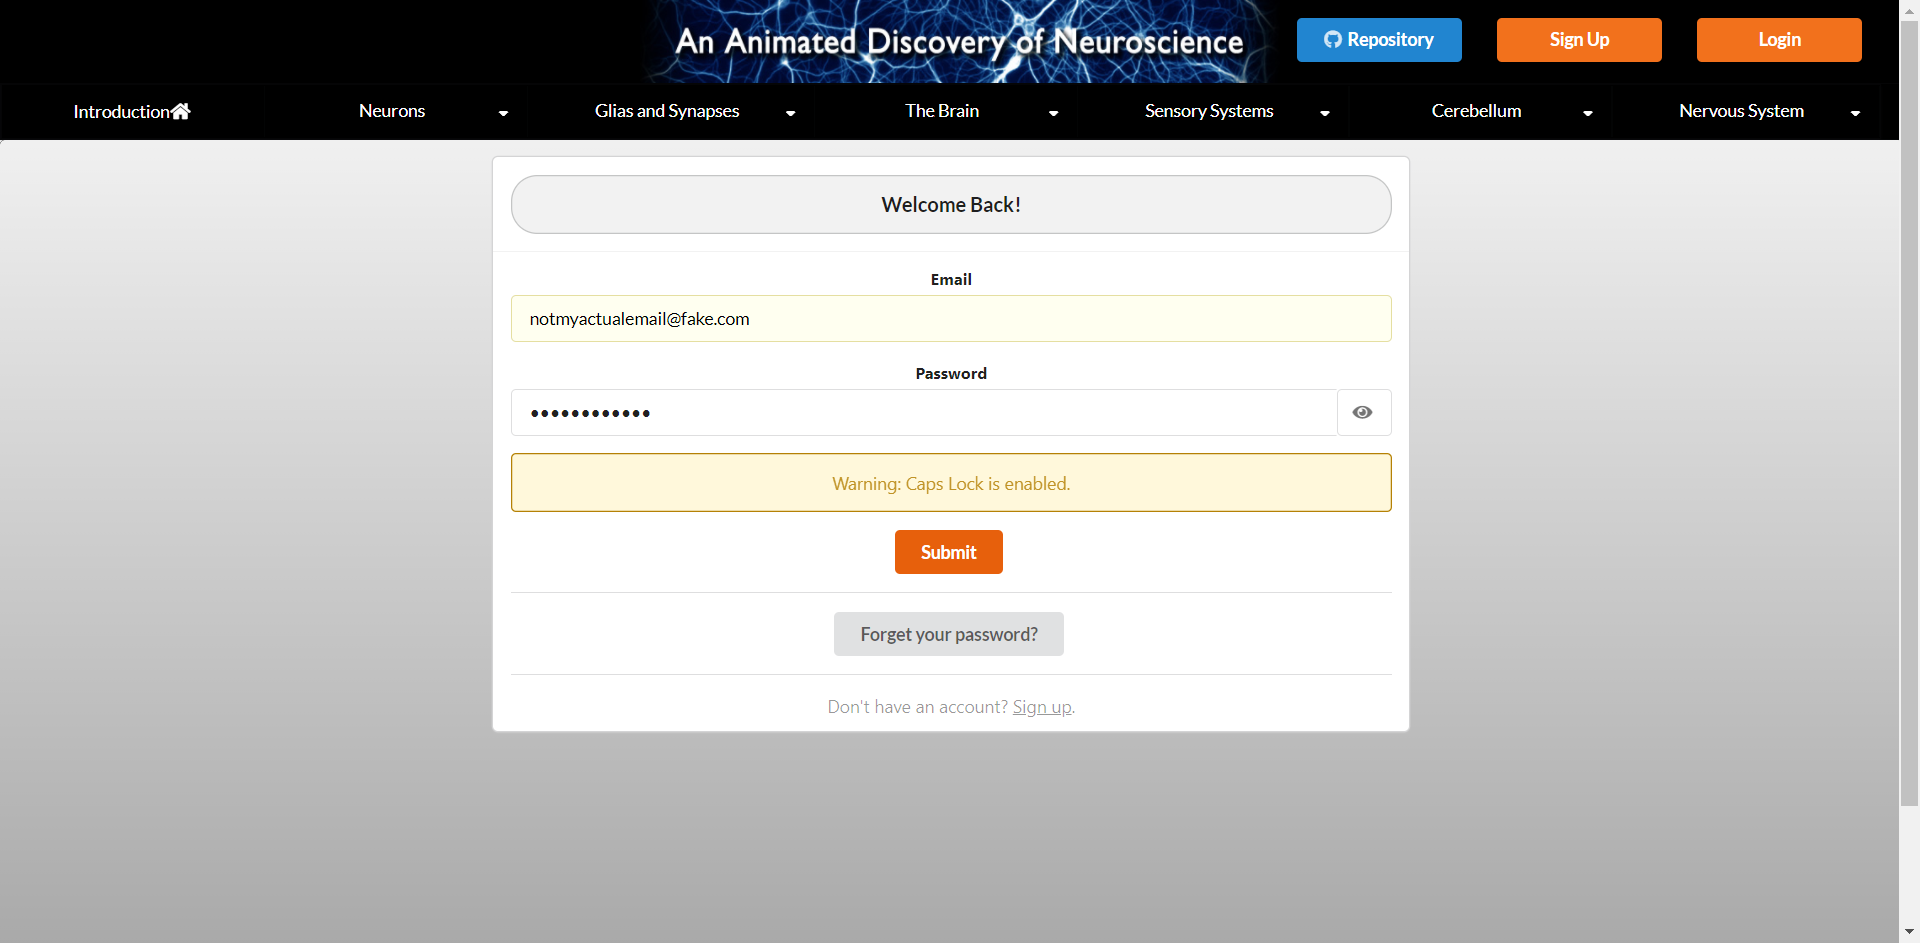 An Animated Discovery of Neuroscience
Repository
Sign Up
Login
Introduction
Neurons
Glias and Synapses
The Brain
Sensory Systems
Cerebellum
Nervous System
Welcome Back!
Email
notmyactualemail@fake.com
Password
••••••••••••
Warning: Caps Lock is enabled.
Submit
Forget your password?
Don't have an account? Sign up.